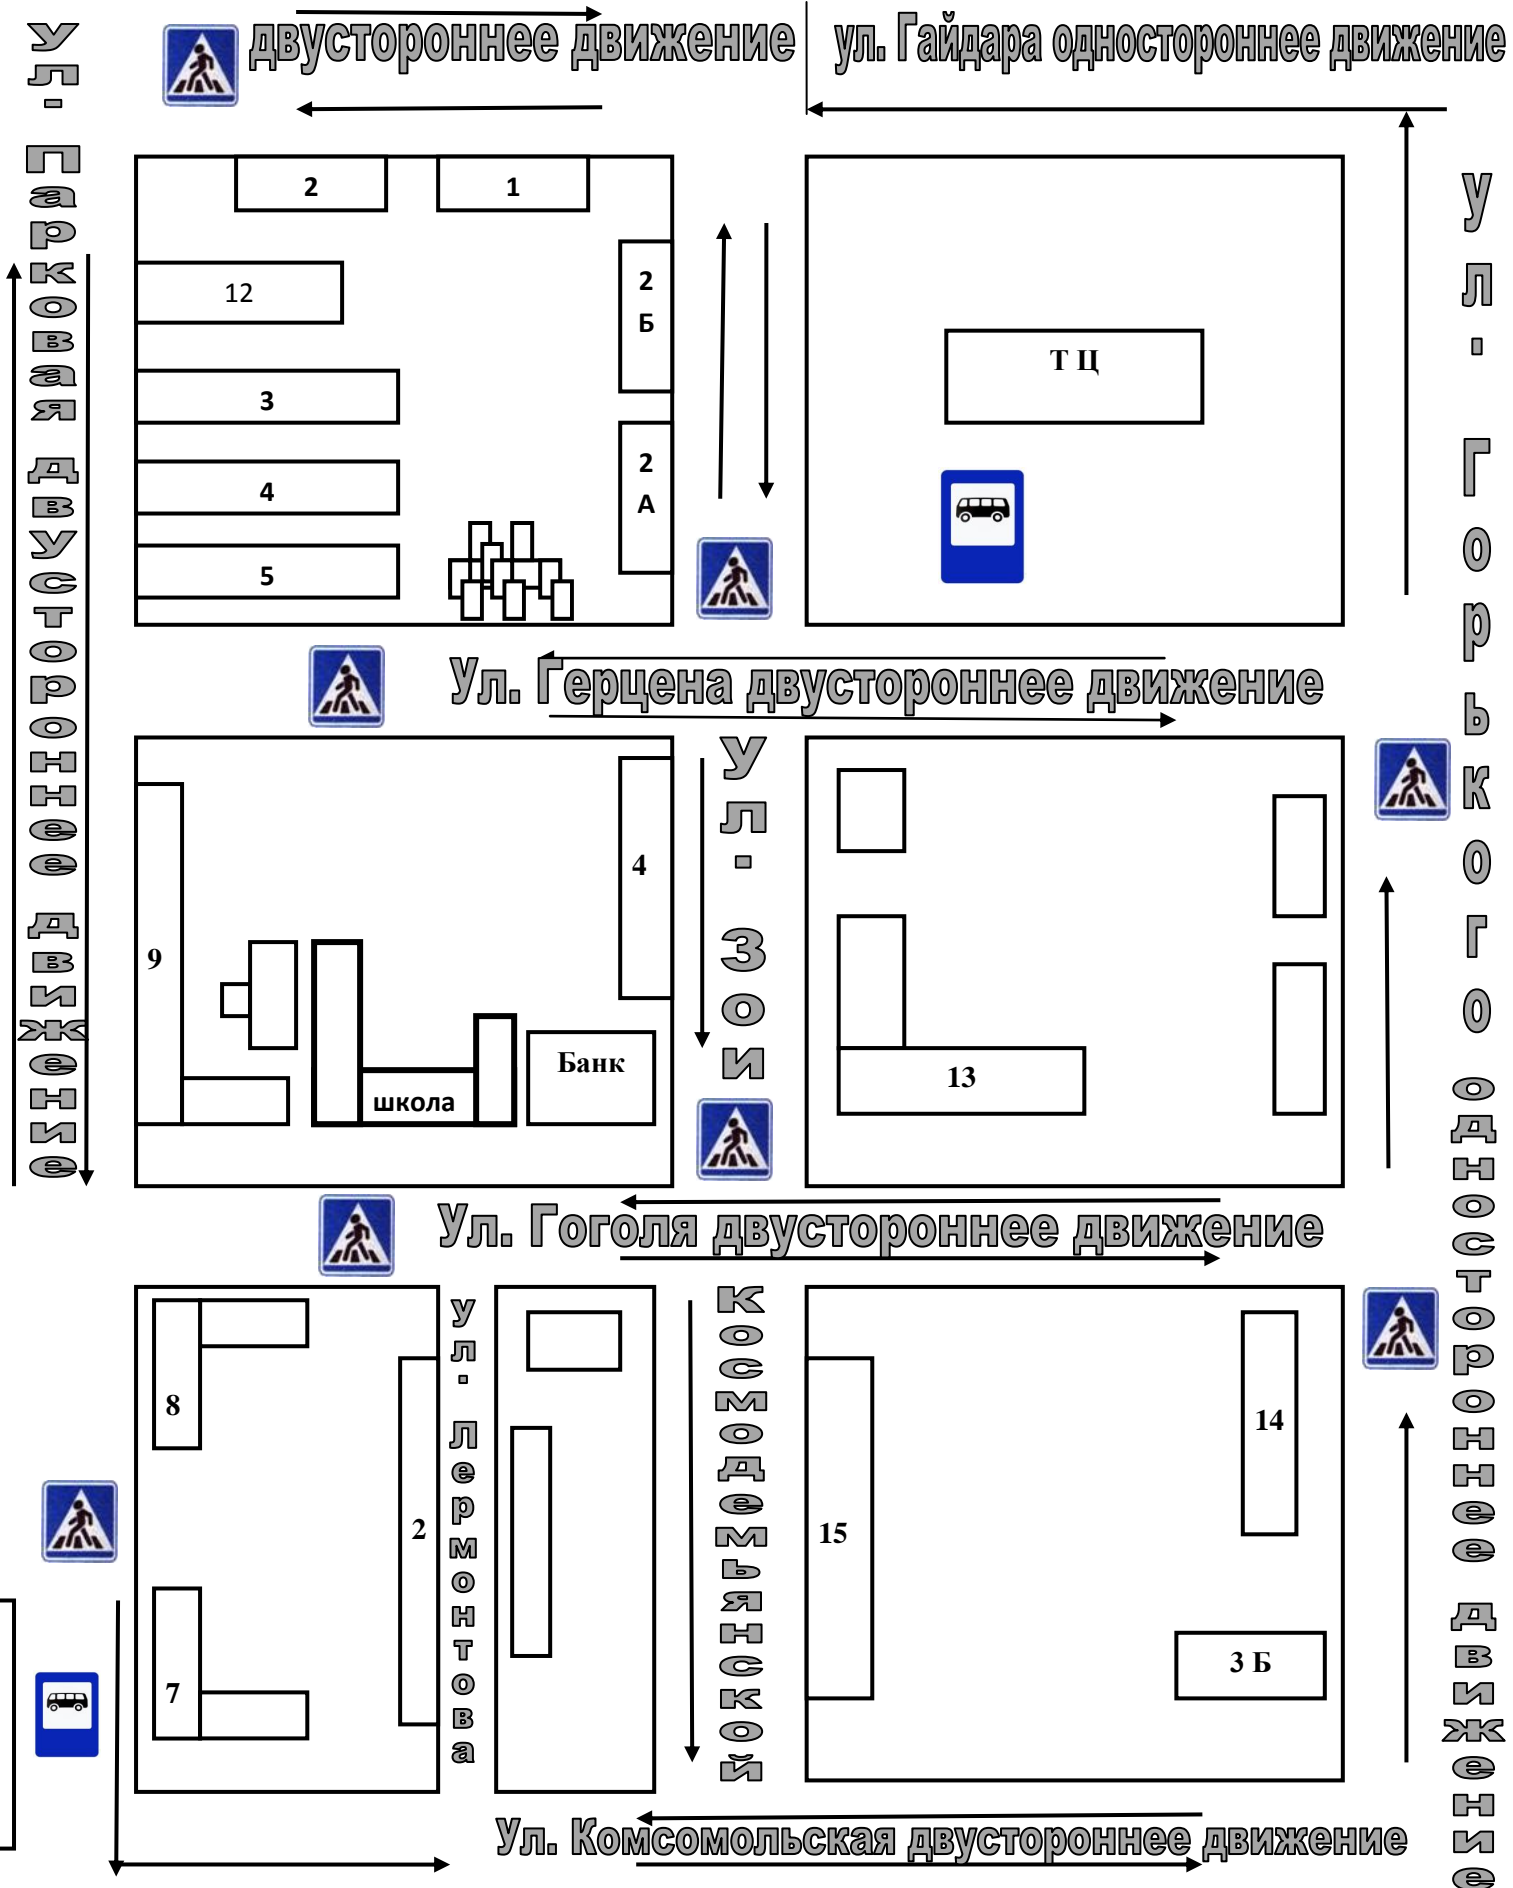 двустороннее движение
ул. Гайдара одностороннее движение
ул. Парковая двустороннее движение
2
1
12
2
Б
3
2
А
4
5
Т Ц
ул. Горького одностороннее движение
Ул. Герцена двустороннее движение
ул. Зои
Космодемьянской
4
9
Банк
школа
13
Ул. Гоголя двустороннее движение
ул. Лермонтова
8
2
7
15
14
3 Б
Ул. Комсомольская двустороннее движение